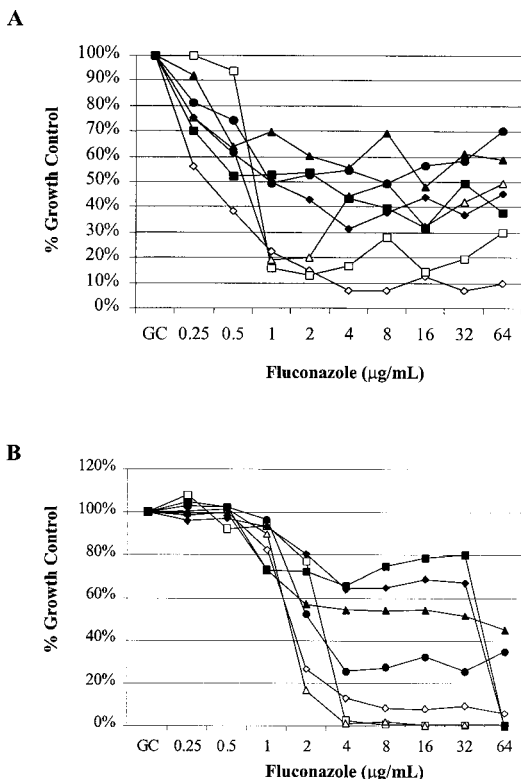 A
100%
90%
80%
70%
60%
50%
40%
30%
20%
10%
0%
% Growth Control
GC 0.25 0.5 1 2 4 8 16 32 64
Fluconazole (µg/mL)
B
120%
100%
80%
60%
40%
20%
0%
% Growth Control
GC 0.25 0.5 1 2 4 8 16 32 64
Fluconazole (µg/mL)